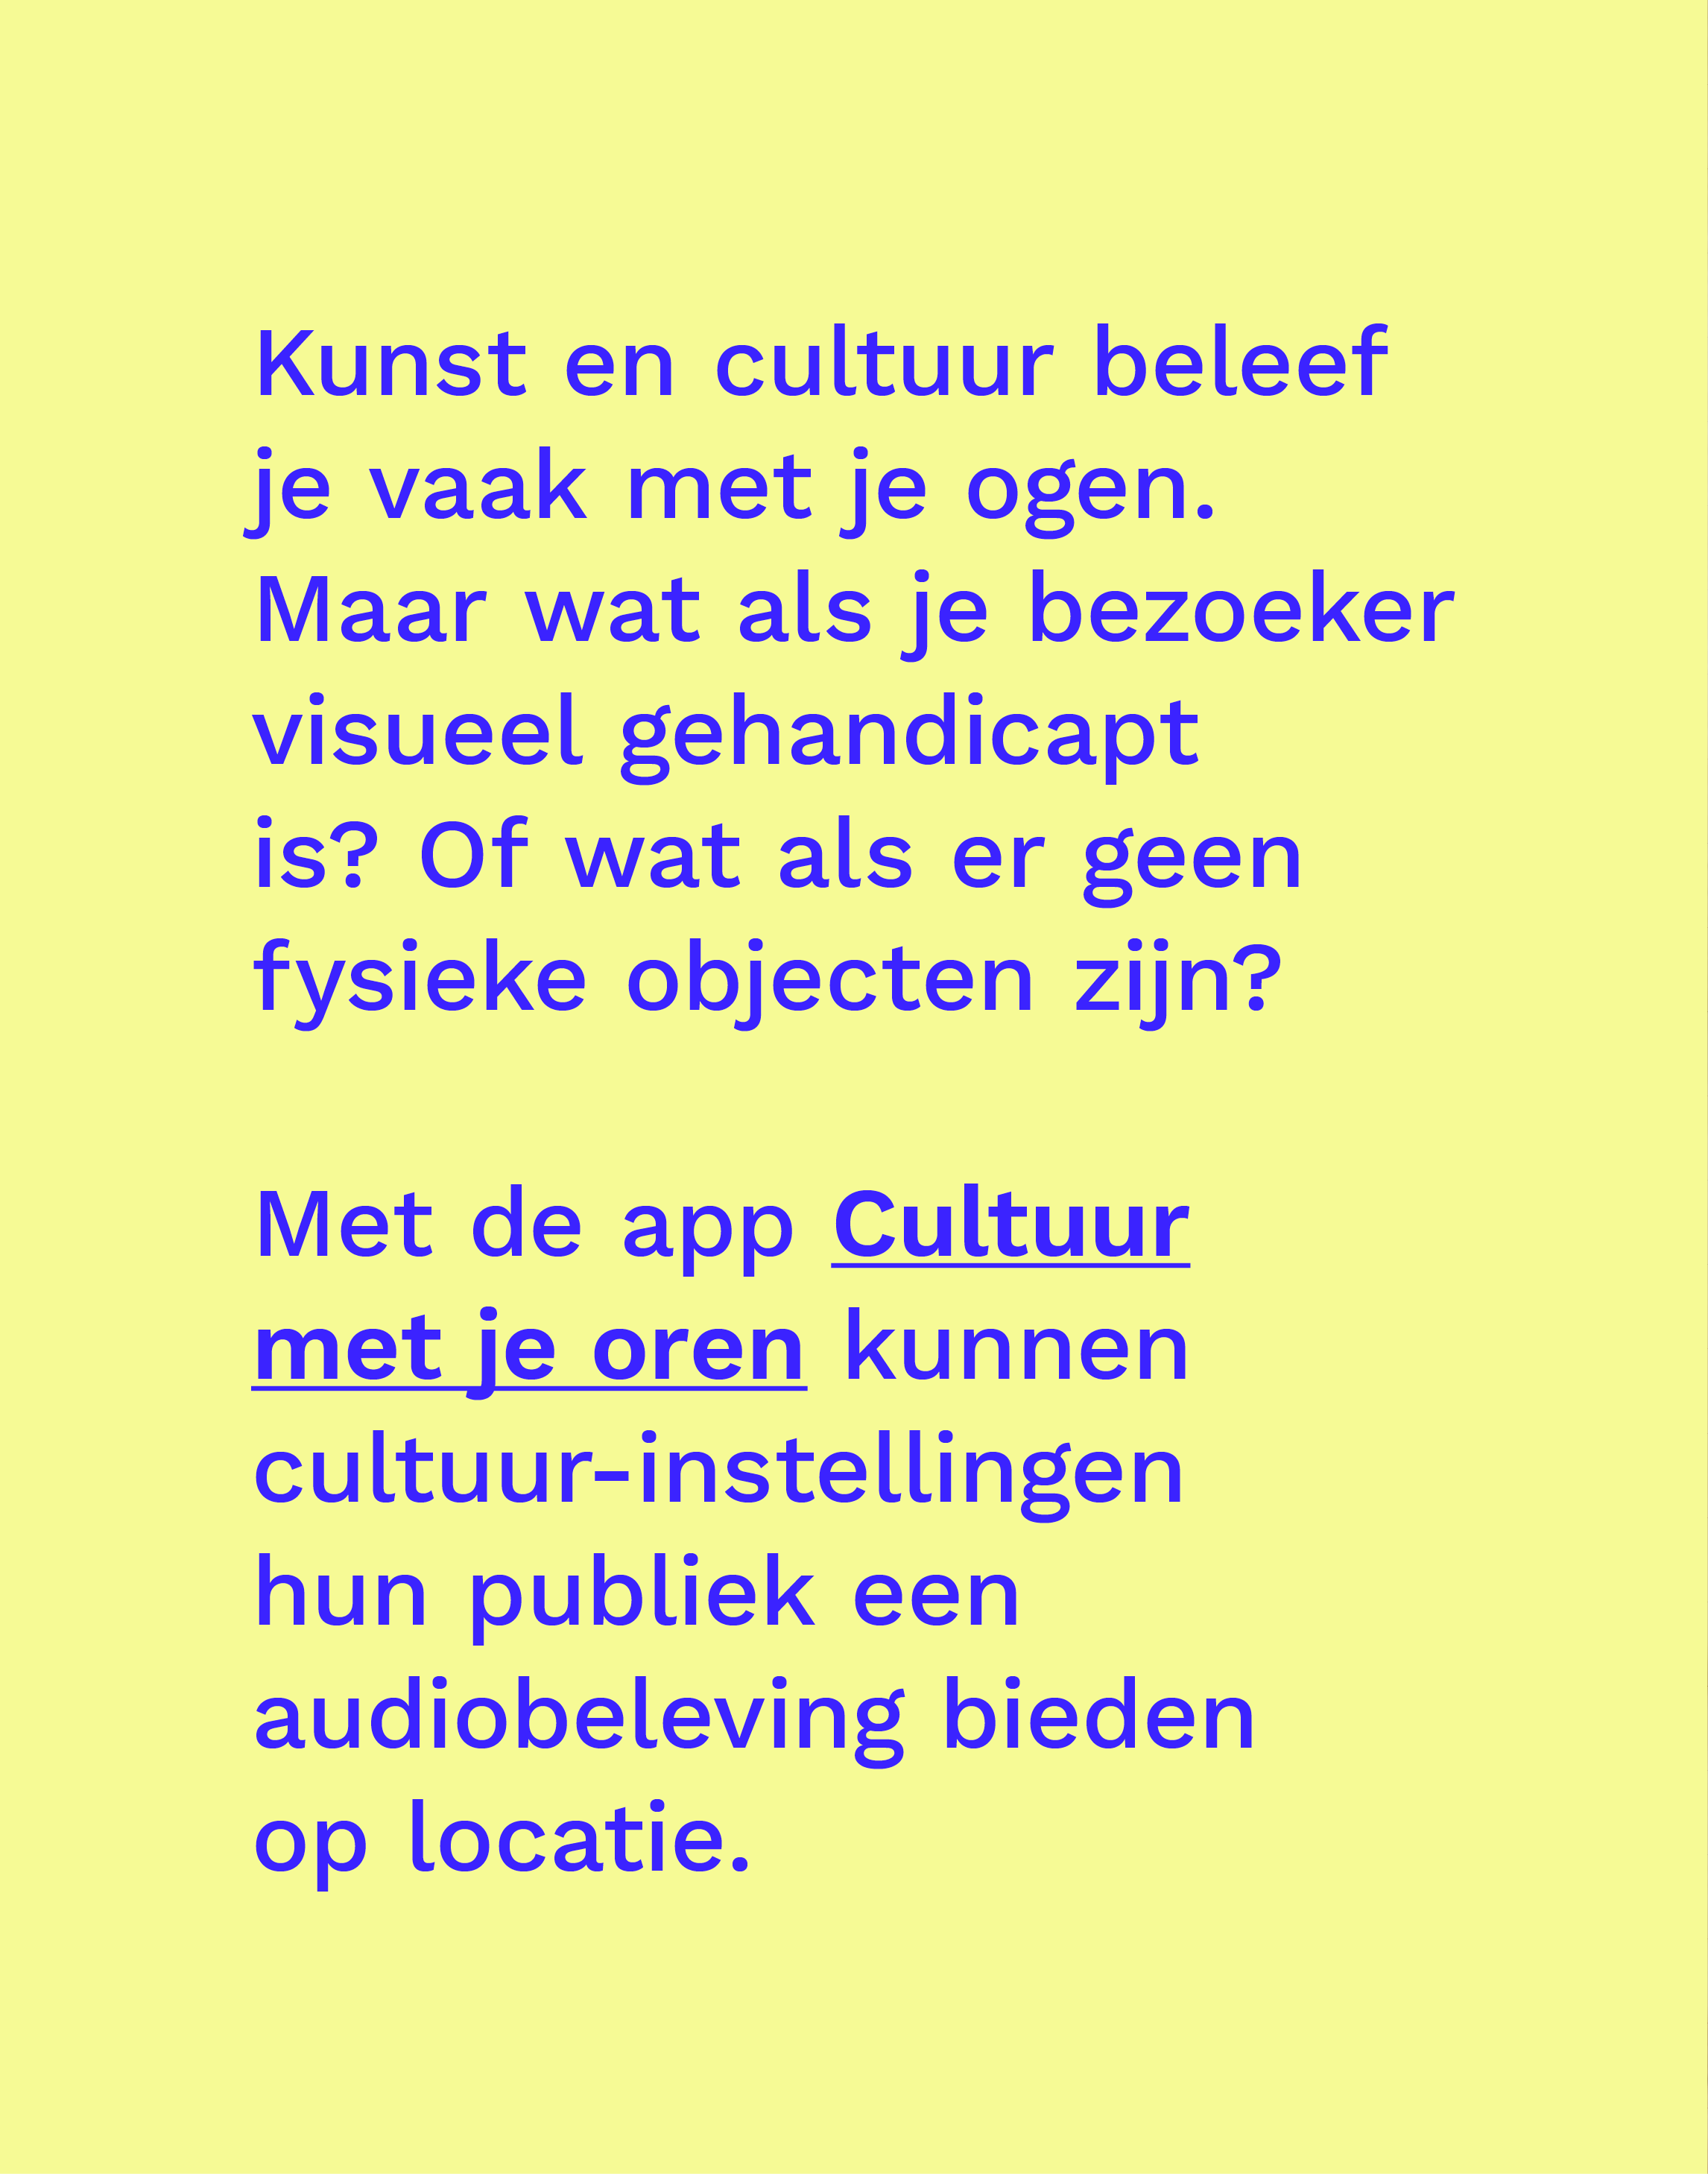 Kunst en cultuur beleef
je vaak met je ogen.
Maar wat als je bezoeker
visueel gehandicapt
is? Of wat als er geen
fysieke objecten zijn?
Met de app Cultuur
met je oren kunnen
cultuur-instellingen
hun publiek een
audiobeleving bieden
op locatie.